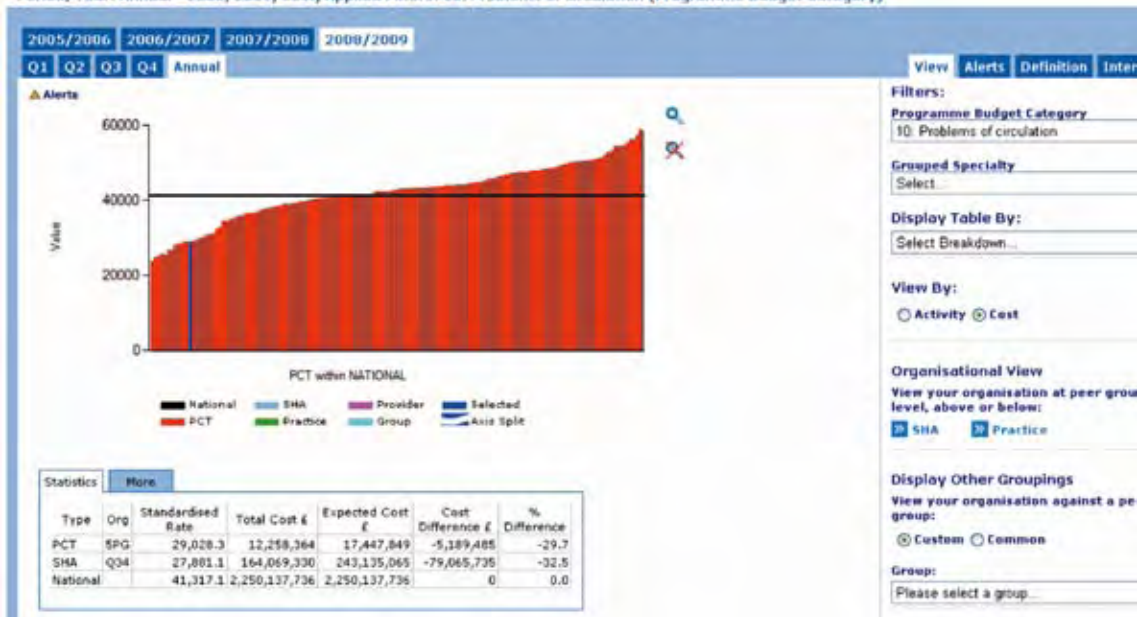 2005/2006 2006/2007 2007/2008 2008/2009
Q1 Q2 Q3 Q4 Annual
View Alerts Definition Inter
Alerts
60000
40000
20000
0
Value
PCT within NATIONAL
National SHA Provider Selected
PCT Practice Group Axis Split
Statistics More
Type Org Standardised Rate Total Cost £ Expected Cost £ Cost Difference £ % Difference
PCT 5PG 29,028.3 12,258,364 17,447,849 -5,189,485 -29.7
SHA Q34 27,881.1 164,069,330 243,135,065 -79,065,735 -32.5
National 41,317.1 2,250,137,736 2,250,137,736 0 0.0
Filters:
Programme Budget Category
10: Problems of circulation
Grouped Specialty
Select...
Display Table By:
Select Breakdown...
View By:
Activity Cost
Organisational View
View your organisation at peer grou
level, above or below:
SHA Practice
Display Other Groupings
View your organisation against a pe
group:
Custom Common
Group:
Please select a group...